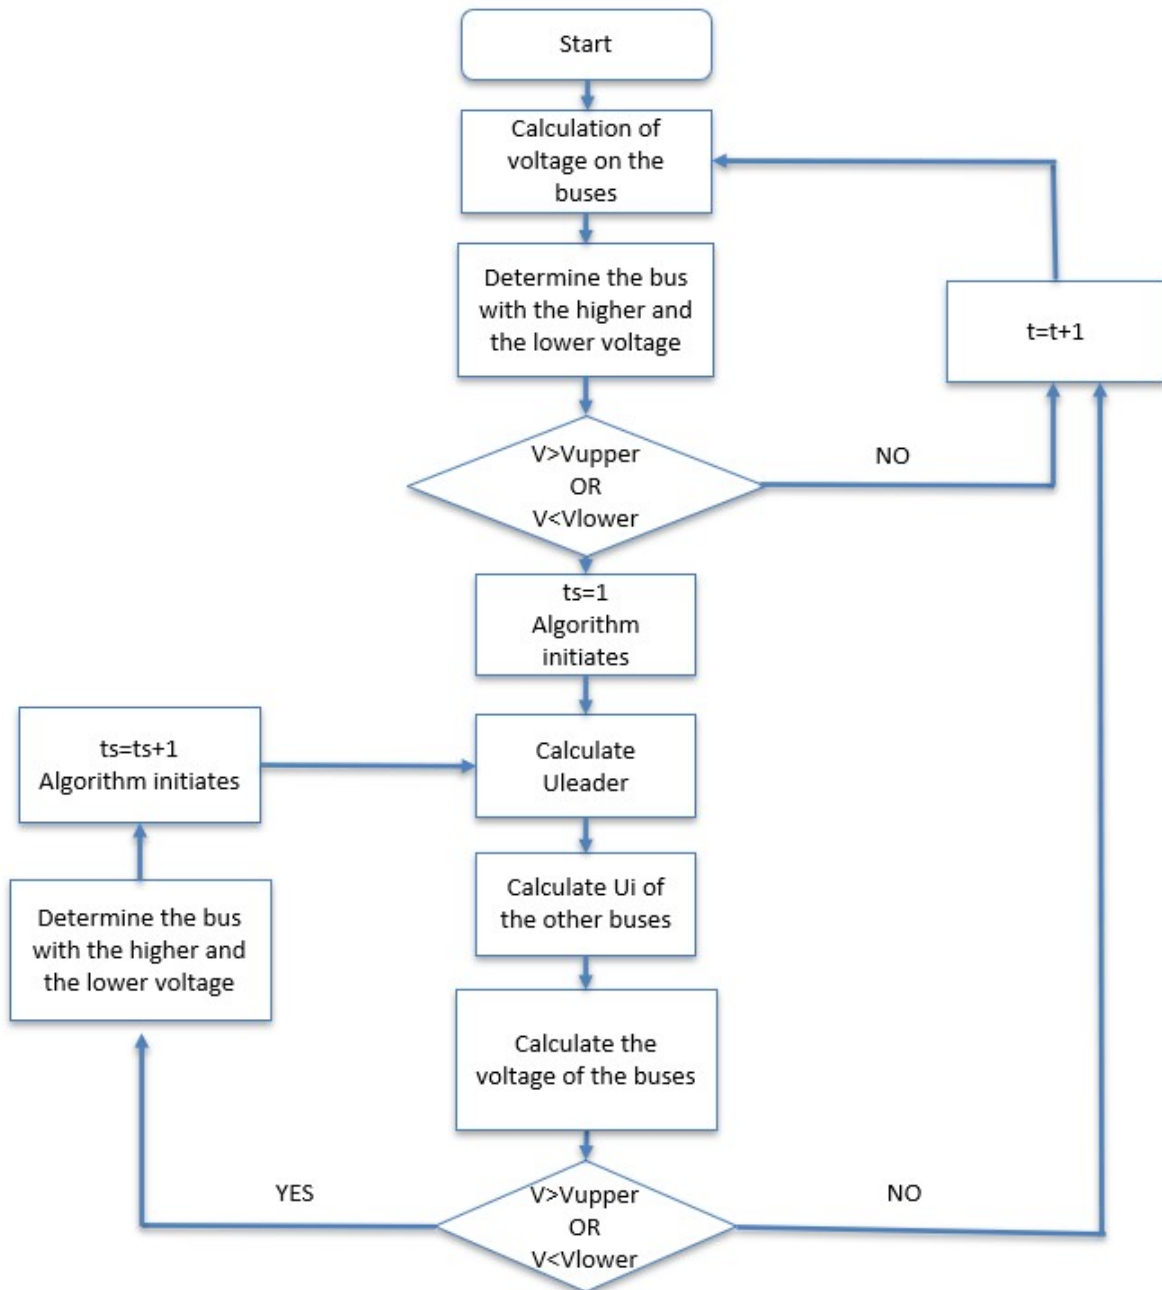 Start
Calculation of
voltage on the
buses
Determine the bus
with the higher and
the lower voltage
t=t+1
V>Vupper
OR
V<Vlower
NO
ts=1
Algorithm
initiates
ts=ts+1
Algorithm initiates
Calculate
Uleader
Calculate Ui of
the other buses
Determine the bus
with the higher and
the lower voltage
Calculate the
voltage of the buses
YES
V>Vupper
OR
V<Vlower
NO